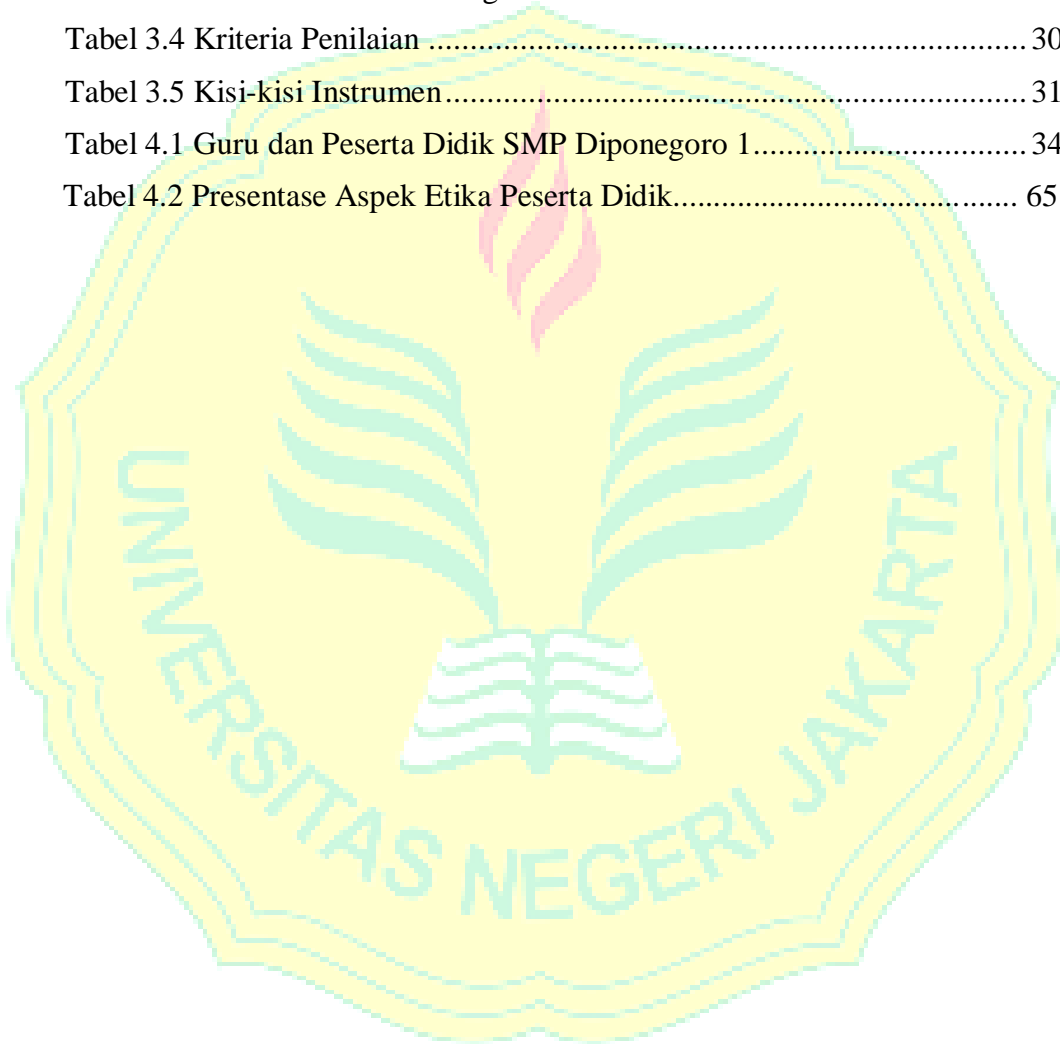 Tabel 3.4 Kriteria Penilaian ........................................................................ 30
Tabel 3.5 Kisi-kisi Instrumen ...................................................................... 31
Tabel 4.1 Guru dan Peserta Didik SMP Diponegoro 1................................. 34
Tabel 4.2 Presentase Aspek Etika Peserta Didik......................................... 65
UNIVERSITAS NEGERI JAKARTA